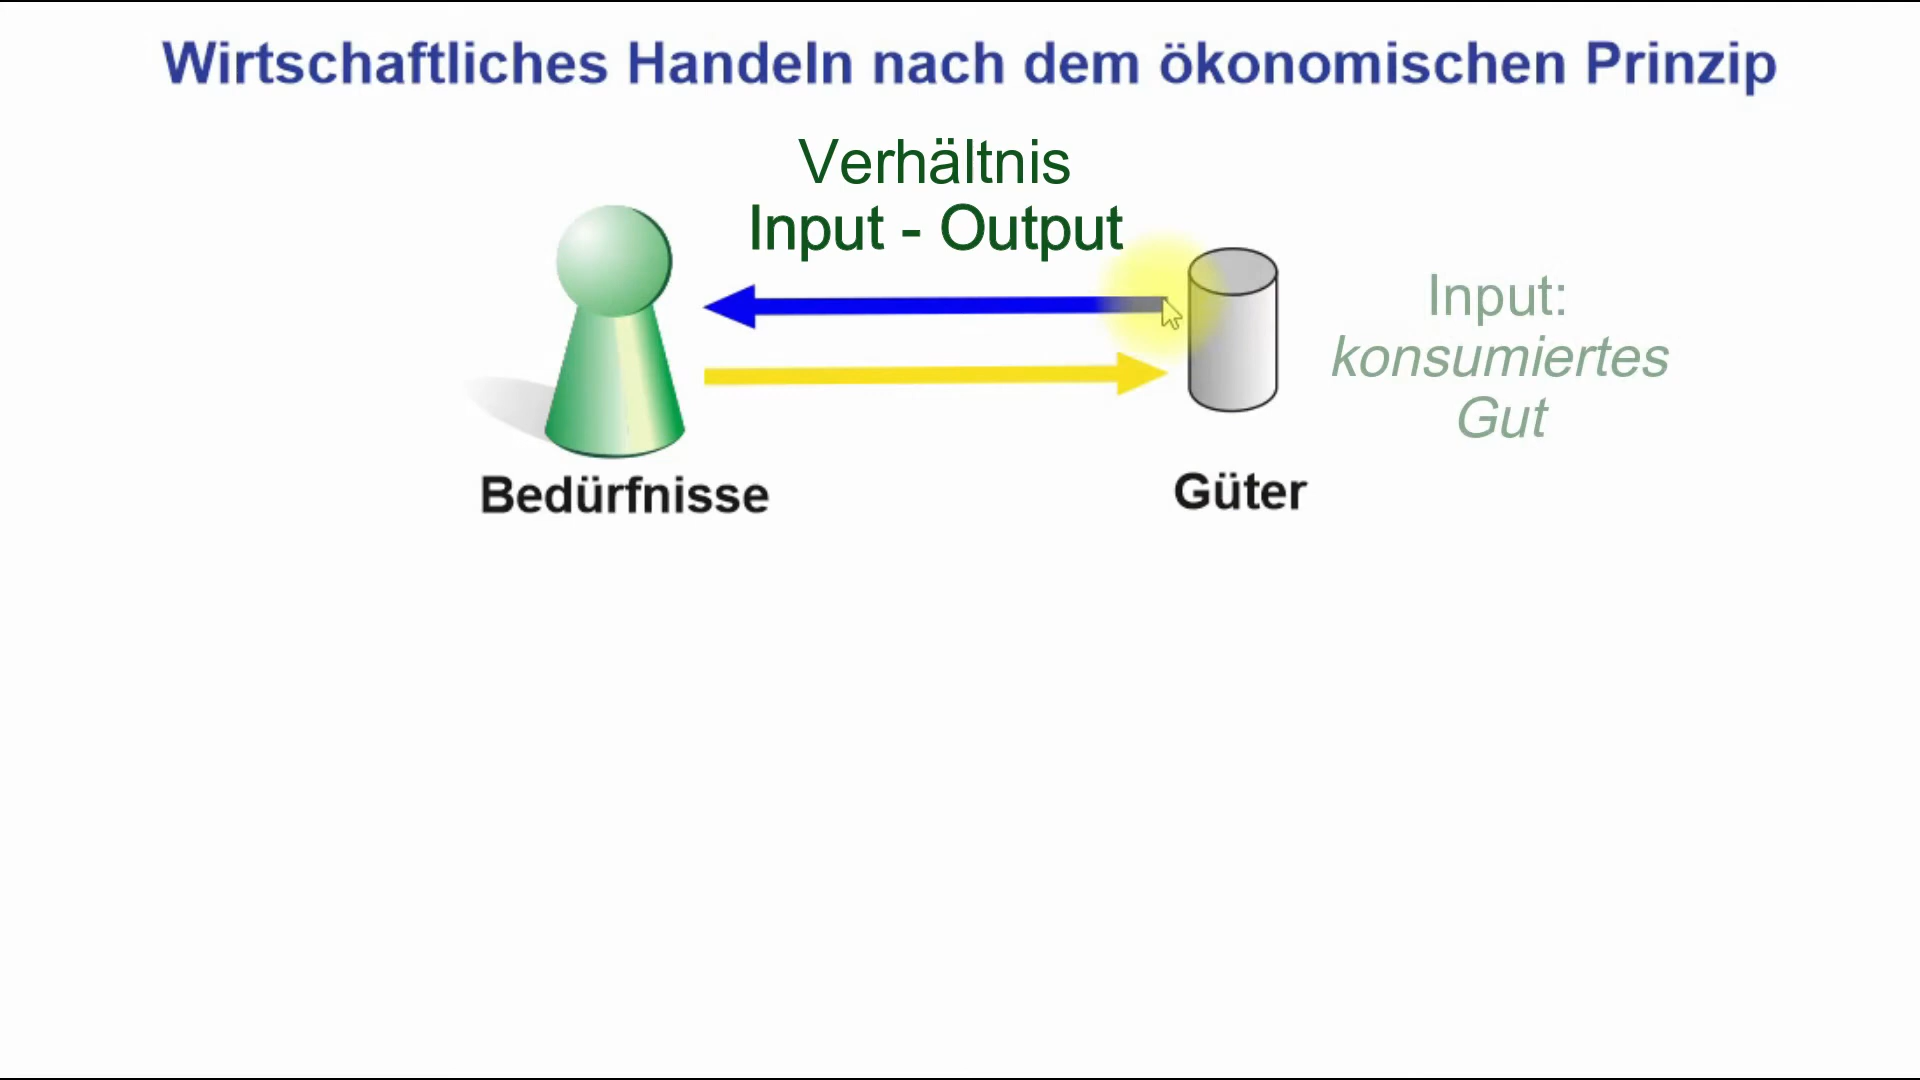 Wirtschaftliches Handeln nach dem ökonomischen Prinzip
Verhältnis
Input - Output
Input:
konsumiertes
Gut
Bedürfnisse
Güter